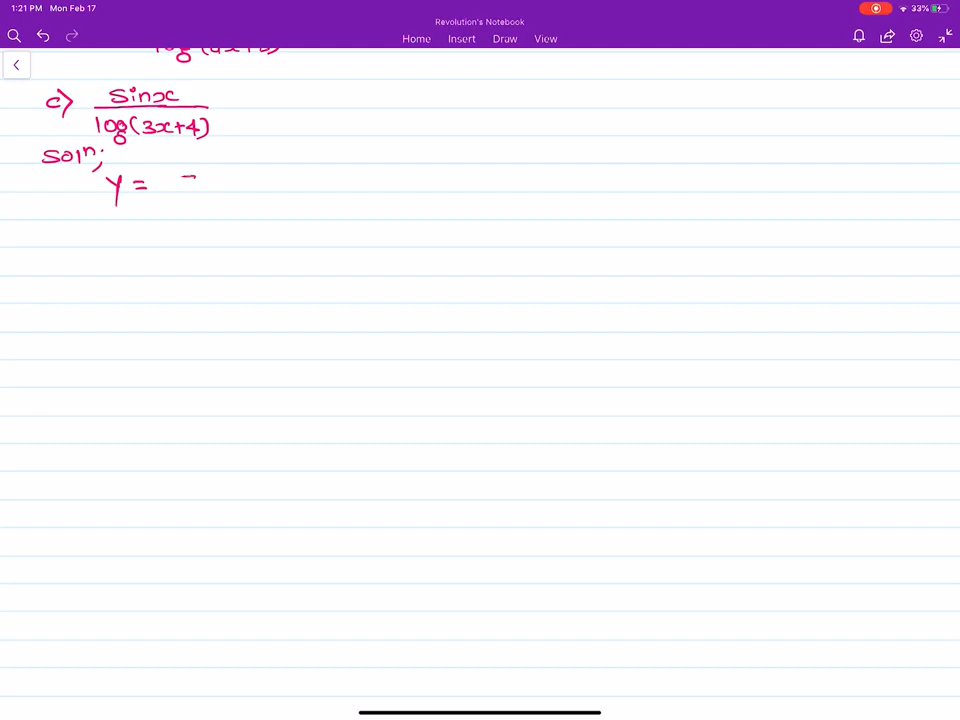 1:21 PM Mon Feb 17
33%
Revolution's Notebook
Home Insert Draw View
c) sinx
log(3x+4)
Solⁿ;
y =